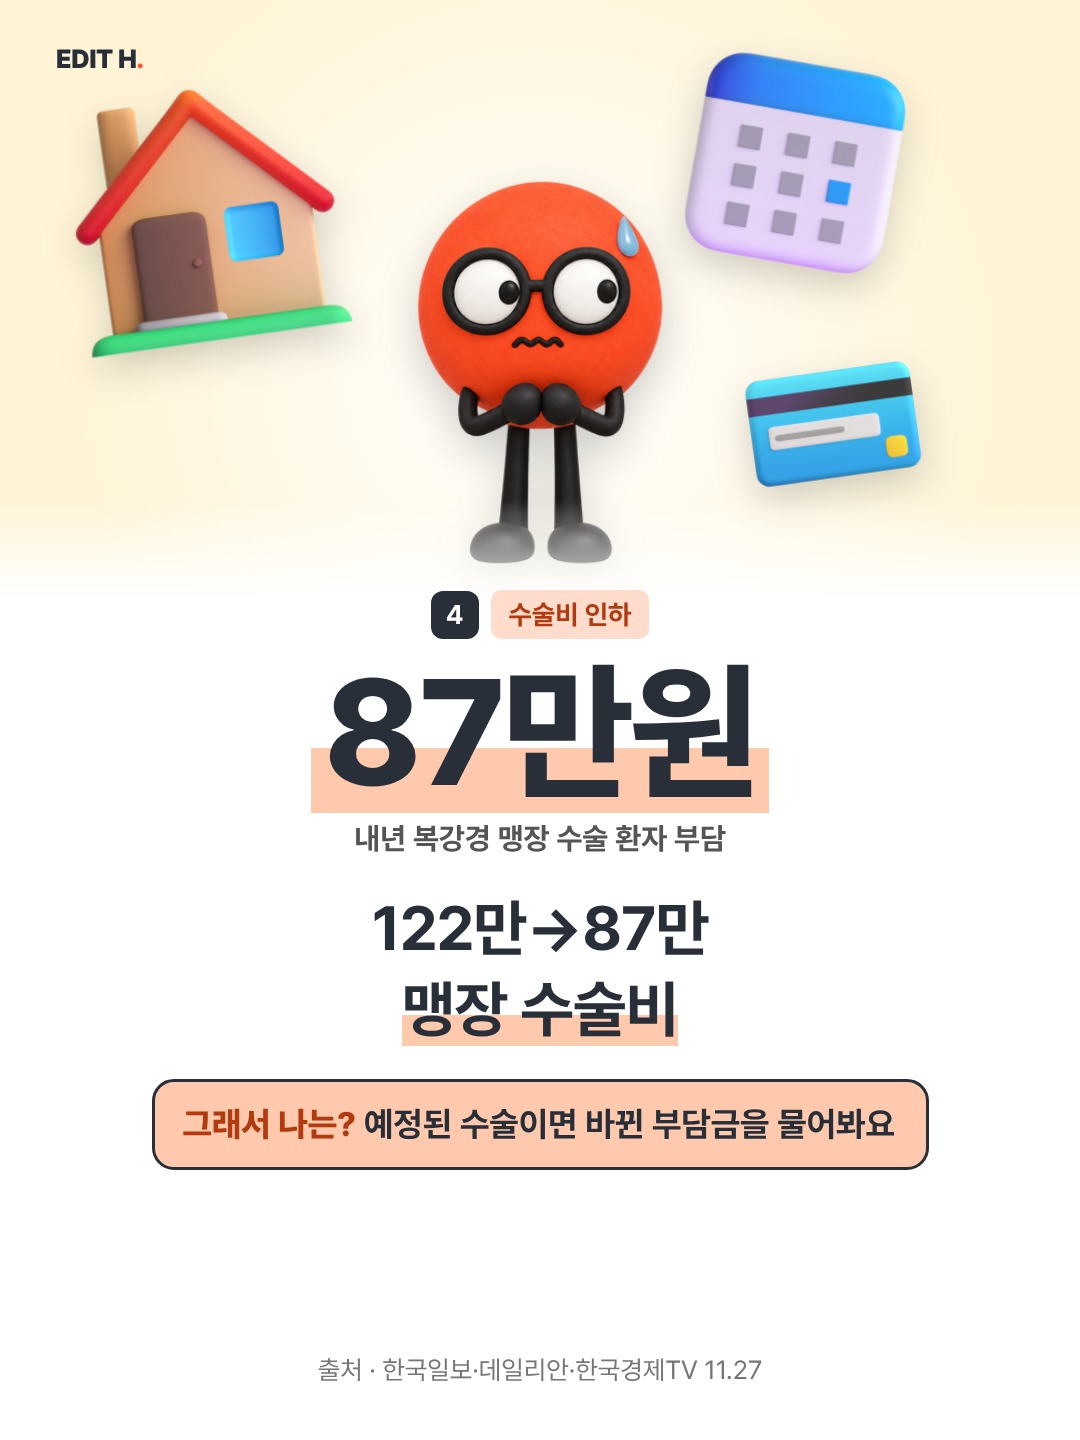 EDIT H.
4 수술비 인하
87만원
내년 복강경 맹장 수술 환자 부담
122만→87만
맹장 수술비
그래서 나는? 예정된 수술이면 바뀐 부담금을 물어봐요
출처 · 한국일보·데일리안·한국경제TV 11.27